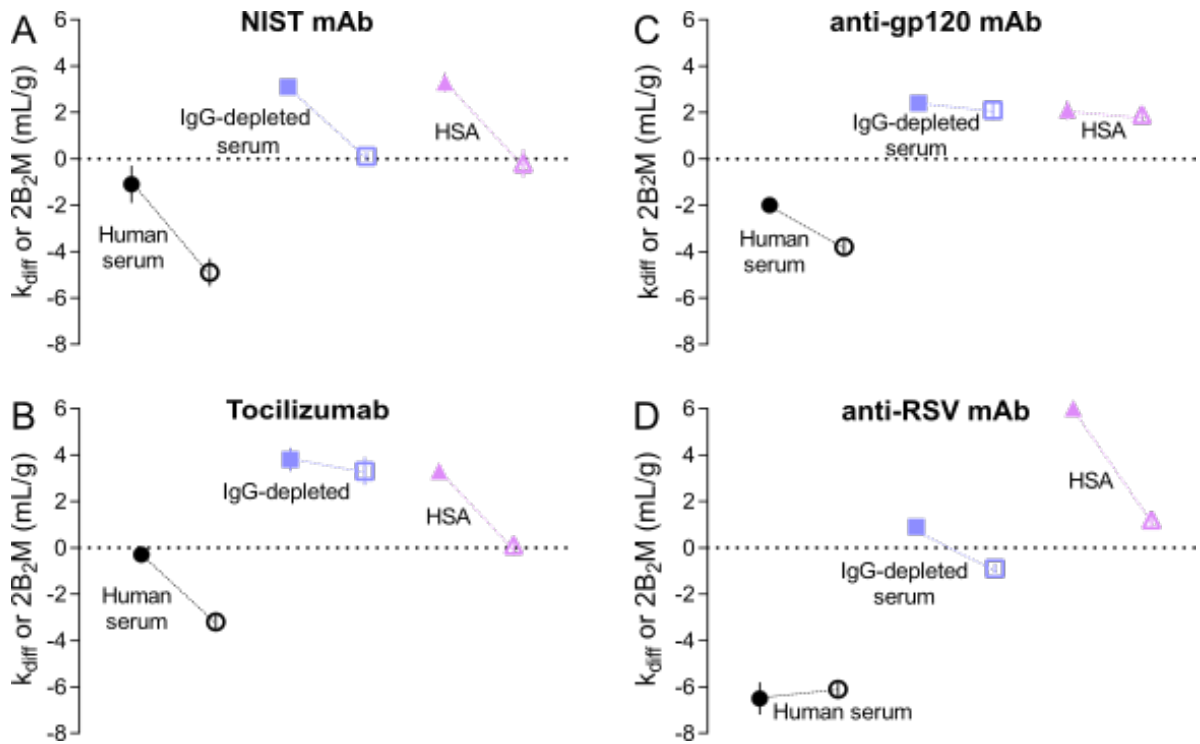 A
NIST mAb
k_diff or 2B₂M (mL/g)
6
4
2
0
-2
-4
-6
-8
IgG-depleted
serum
HSA
Human
serum
C
anti-gp120 mAb
k_diff or 2B₂M (mL/g)
6
4
2
0
-2
-4
-6
-8
IgG-depleted
serum
HSA
Human
serum
B
Tocilizumab
k_diff or 2B₂M (mL/g)
6
4
2
0
-2
-4
-6
-8
IgG-depleted
HSA
Human
serum
D
anti-RSV mAb
k_diff or 2B₂M (mL/g)
6
4
2
0
-2
-4
-6
-8
HSA
IgG-depleted
serum
Human serum